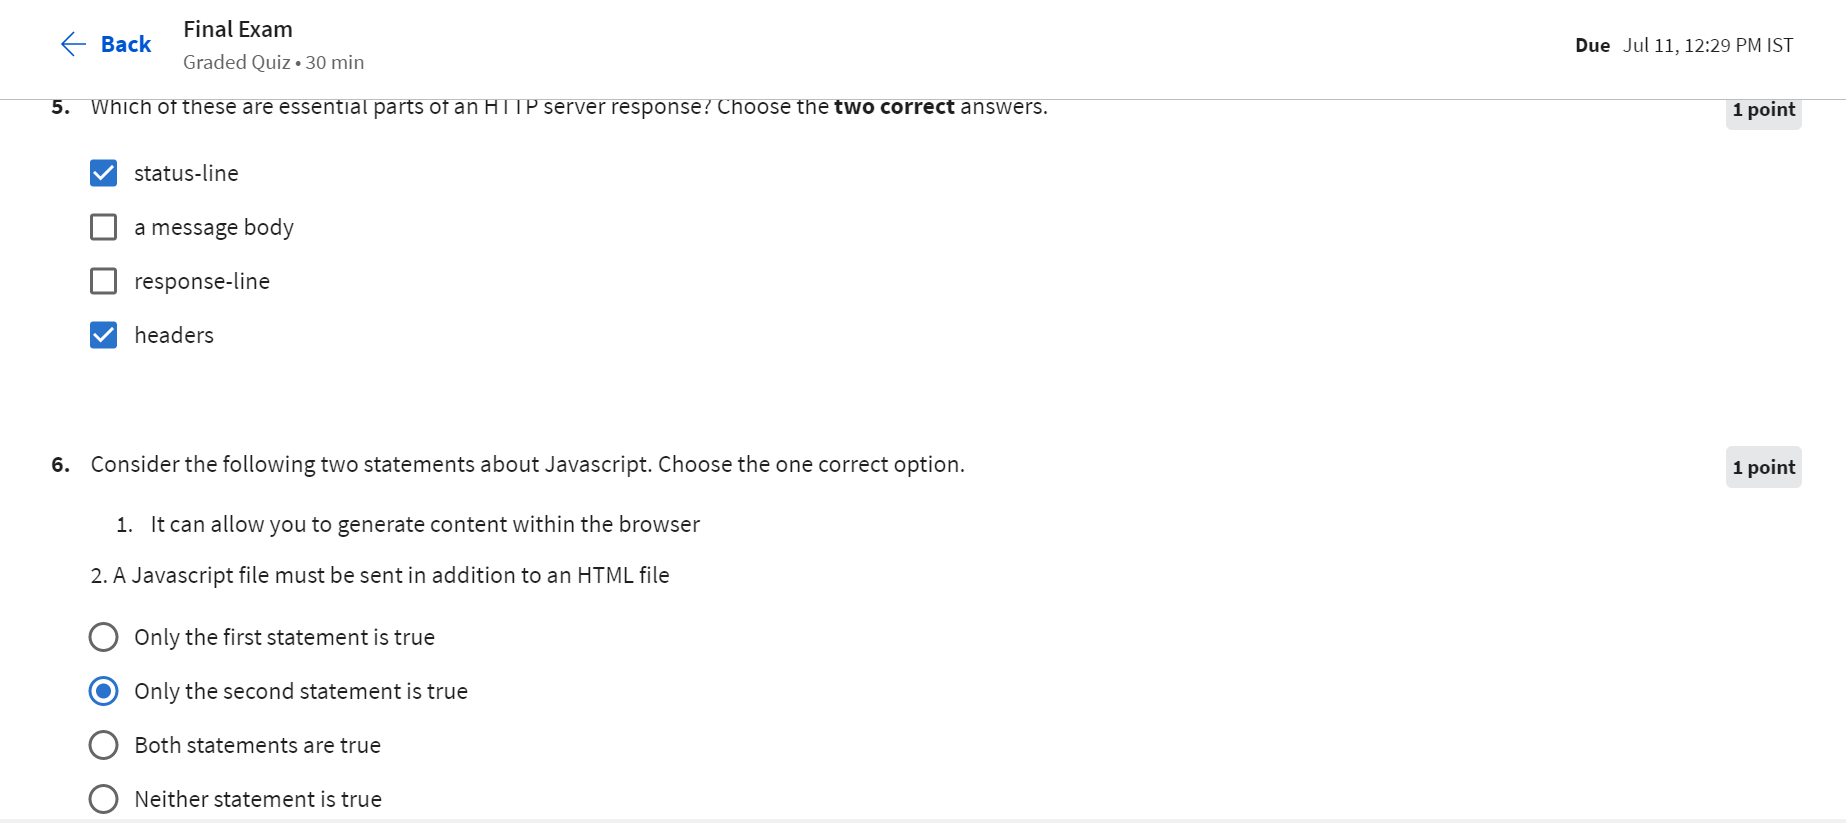 Back
Final Exam
Graded Quiz • 30 min
Due Jul 11, 12:29 PM IST
5. Which of these are essential parts of an HTTP server response? Choose the two correct answers.
1 point
status-line
a message body
response-line
headers
6. Consider the following two statements about Javascript. Choose the one correct option.
1 point
1. It can allow you to generate content within the browser
2. A Javascript file must be sent in addition to an HTML file
Only the first statement is true
Only the second statement is true
Both statements are true
Neither statement is true